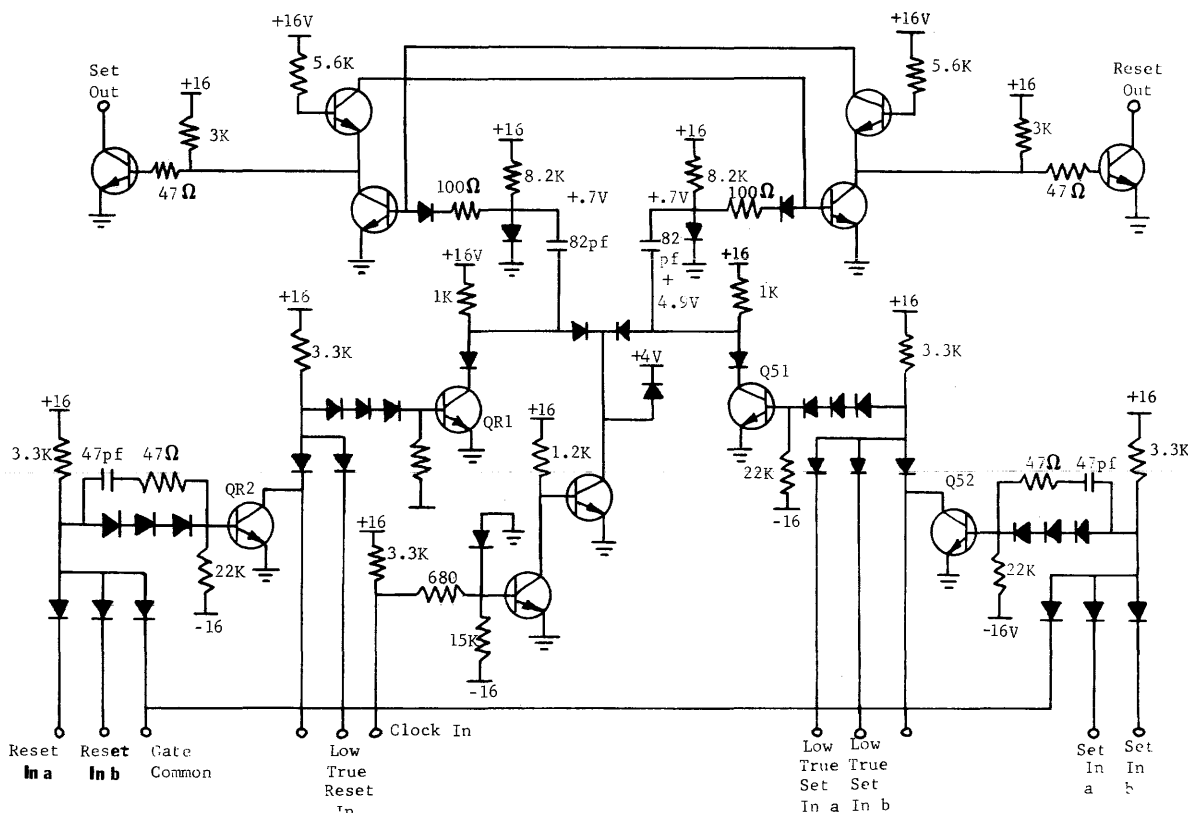 +16V
+16V
5.6K
5.6K
Set
Out
Reset
Out
+16
+16
3K
3K
+16
+16
8.2K
8.2K
47Ω
47Ω
100Ω
100Ω
+.7V
+.7V
82pf
82
pf
+
4.9V
+16V
+16
1K
1K
+16
+16
3.3K
3.3K
+4V
Q51
QR1
+16
+16
+16
3.3K
3.3K
1.2K
47pf
47Ω
47Ω
47pf
QR2
Q52
22K
22K
22K
-16
+16
3.3K
680
15K
-16
-16
-16V
Clock In
Reset
In a
Reset
In b
Gate
Common
Low
True
Reset
In
Low
True
Set
In a
Low
True
Set
In b
Set
In
a
Set
In
b